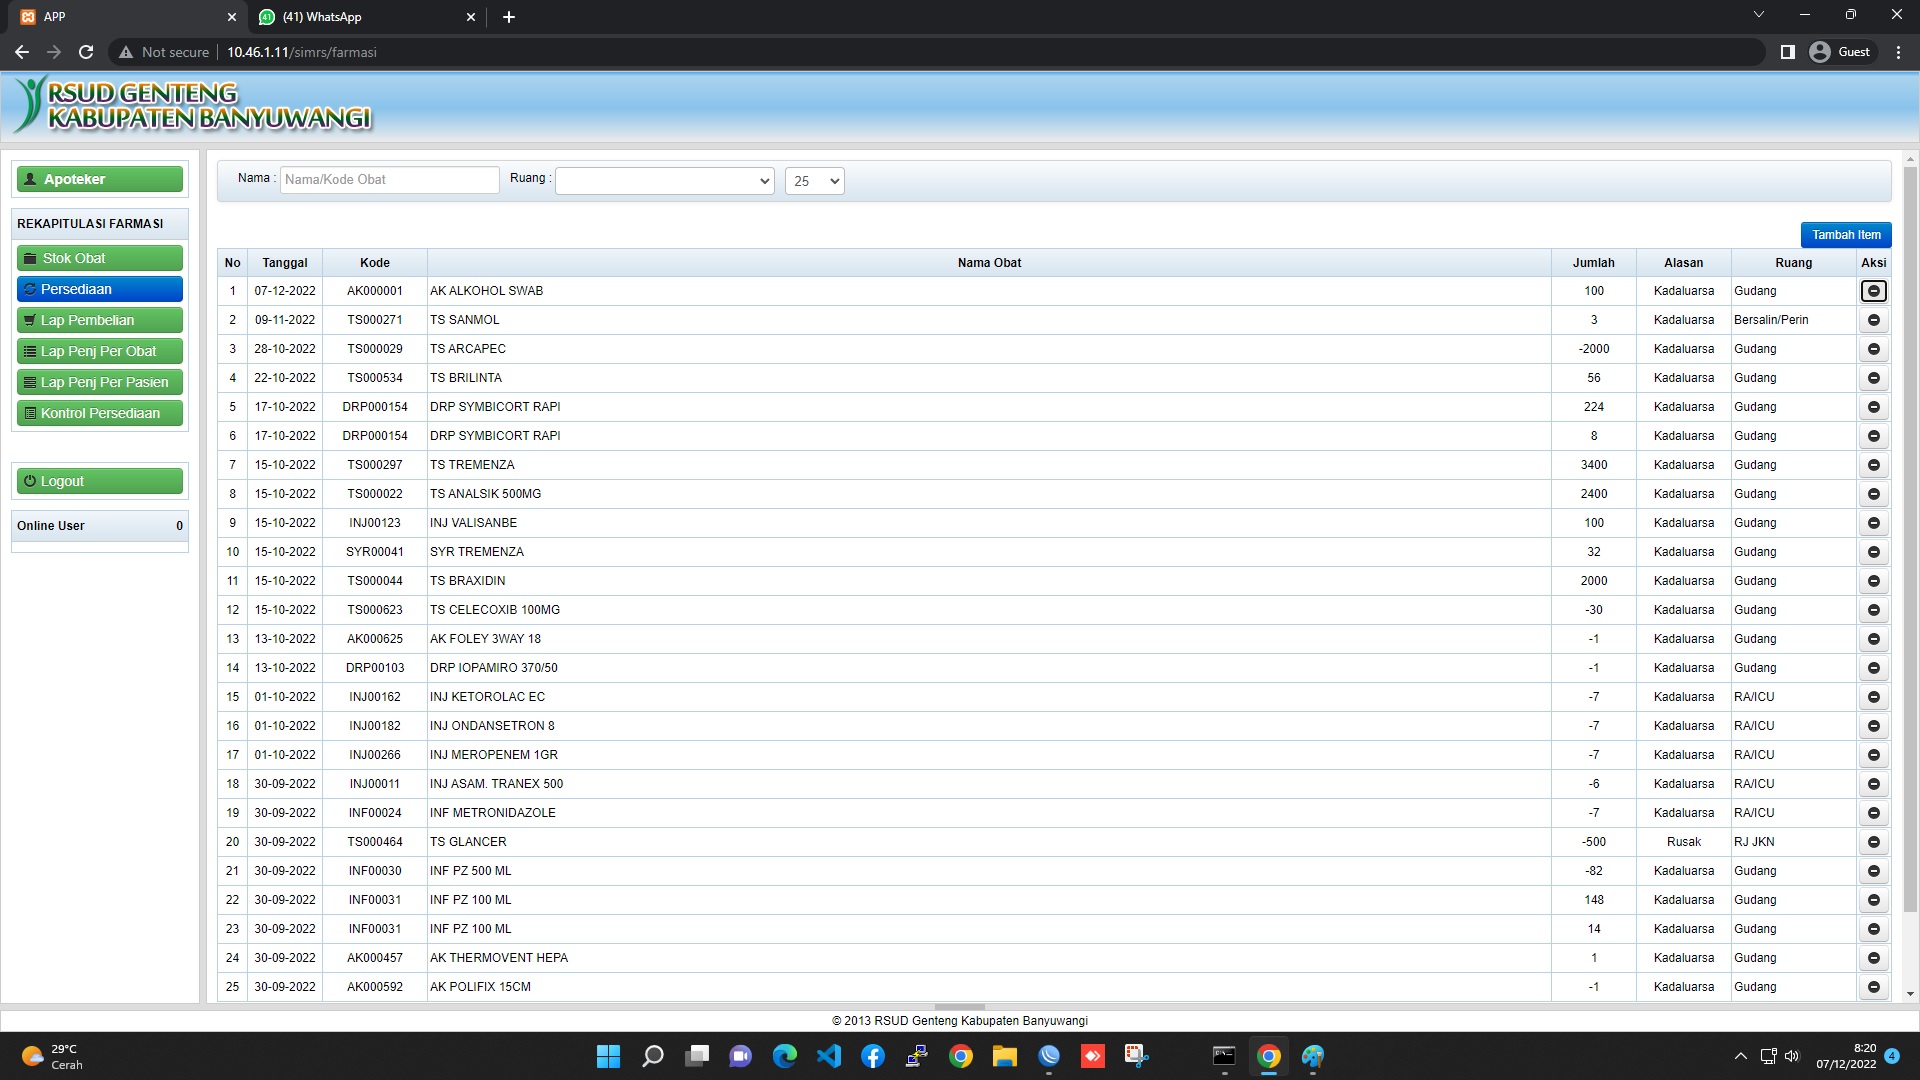 APP
(41) WhatsApp
Not secure 10.46.1.11/simrs/farmasi
Guest
RSUD GENTENG
KABUPATEN BANYUWANGI
Apoteker
REKAPITULASI FARMASI
Stok Obat
Persediaan
Lap Pembelian
Lap Penj Per Obat
Lap Penj Per Pasien
Kontrol Persediaan
Logout
Online User 0
Nama : Nama/Kode Obat Ruang : 25
Tambah Item
No Tanggal Kode Nama Obat Jumlah Alasan Ruang Aksi
1 07-12-2022 AK000001 AK ALKOHOL SWAB 100 Kadaluarsa Gudang
2 09-11-2022 TS000271 TS SANMOL 3 Kadaluarsa Bersalin/Perin
3 28-10-2022 TS000029 TS ARCAPEC -2000 Kadaluarsa Gudang
4 22-10-2022 TS000534 TS BRILINTA 56 Kadaluarsa Gudang
5 17-10-2022 DRP000154 DRP SYMBICORT RAPI 224 Kadaluarsa Gudang
6 17-10-2022 DRP000154 DRP SYMBICORT RAPI 8 Kadaluarsa Gudang
7 15-10-2022 TS000297 TS TREMENZA 3400 Kadaluarsa Gudang
8 15-10-2022 TS000022 TS ANALSIK 500MG 2400 Kadaluarsa Gudang
9 15-10-2022 INJ00123 INJ VALISANBE 100 Kadaluarsa Gudang
10 15-10-2022 SYR00041 SYR TREMENZA 32 Kadaluarsa Gudang
11 15-10-2022 TS000044 TS BRAXIDIN 2000 Kadaluarsa Gudang
12 15-10-2022 TS000623 TS CELECOXIB 100MG -30 Kadaluarsa Gudang
13 13-10-2022 AK000625 AK FOLEY 3WAY 18 -1 Kadaluarsa Gudang
14 13-10-2022 DRP00103 DRP IOPAMIRO 370/50 -1 Kadaluarsa Gudang
15 01-10-2022 INJ00162 INJ KETOROLAC EC -7 Kadaluarsa RA/ICU
16 01-10-2022 INJ00182 INJ ONDANSETRON 8 -7 Kadaluarsa RA/ICU
17 01-10-2022 INJ00266 INJ MEROPENEM 1GR -7 Kadaluarsa RA/ICU
18 30-09-2022 INJ00011 INJ ASAM. TRANEX 500 -6 Kadaluarsa RA/ICU
19 30-09-2022 INF00024 INF METRONIDAZOLE -7 Kadaluarsa RA/ICU
20 30-09-2022 TS000464 TS GLANCER -500 Rusak RJ JKN
21 30-09-2022 INF00030 INF PZ 500 ML -82 Kadaluarsa Gudang
22 30-09-2022 INF00031 INF PZ 100 ML 148 Kadaluarsa Gudang
23 30-09-2022 INF00031 INF PZ 100 ML 14 Kadaluarsa Gudang
24 30-09-2022 AK000457 AK THERMOVENT HEPA 1 Kadaluarsa Gudang
25 30-09-2022 AK000592 AK POLIFIX 15CM -1 Kadaluarsa Gudang
© 2013 RSUD Genteng Kabupaten Banyuwangi
29°C
Cerah
8:20
07/12/2022
4